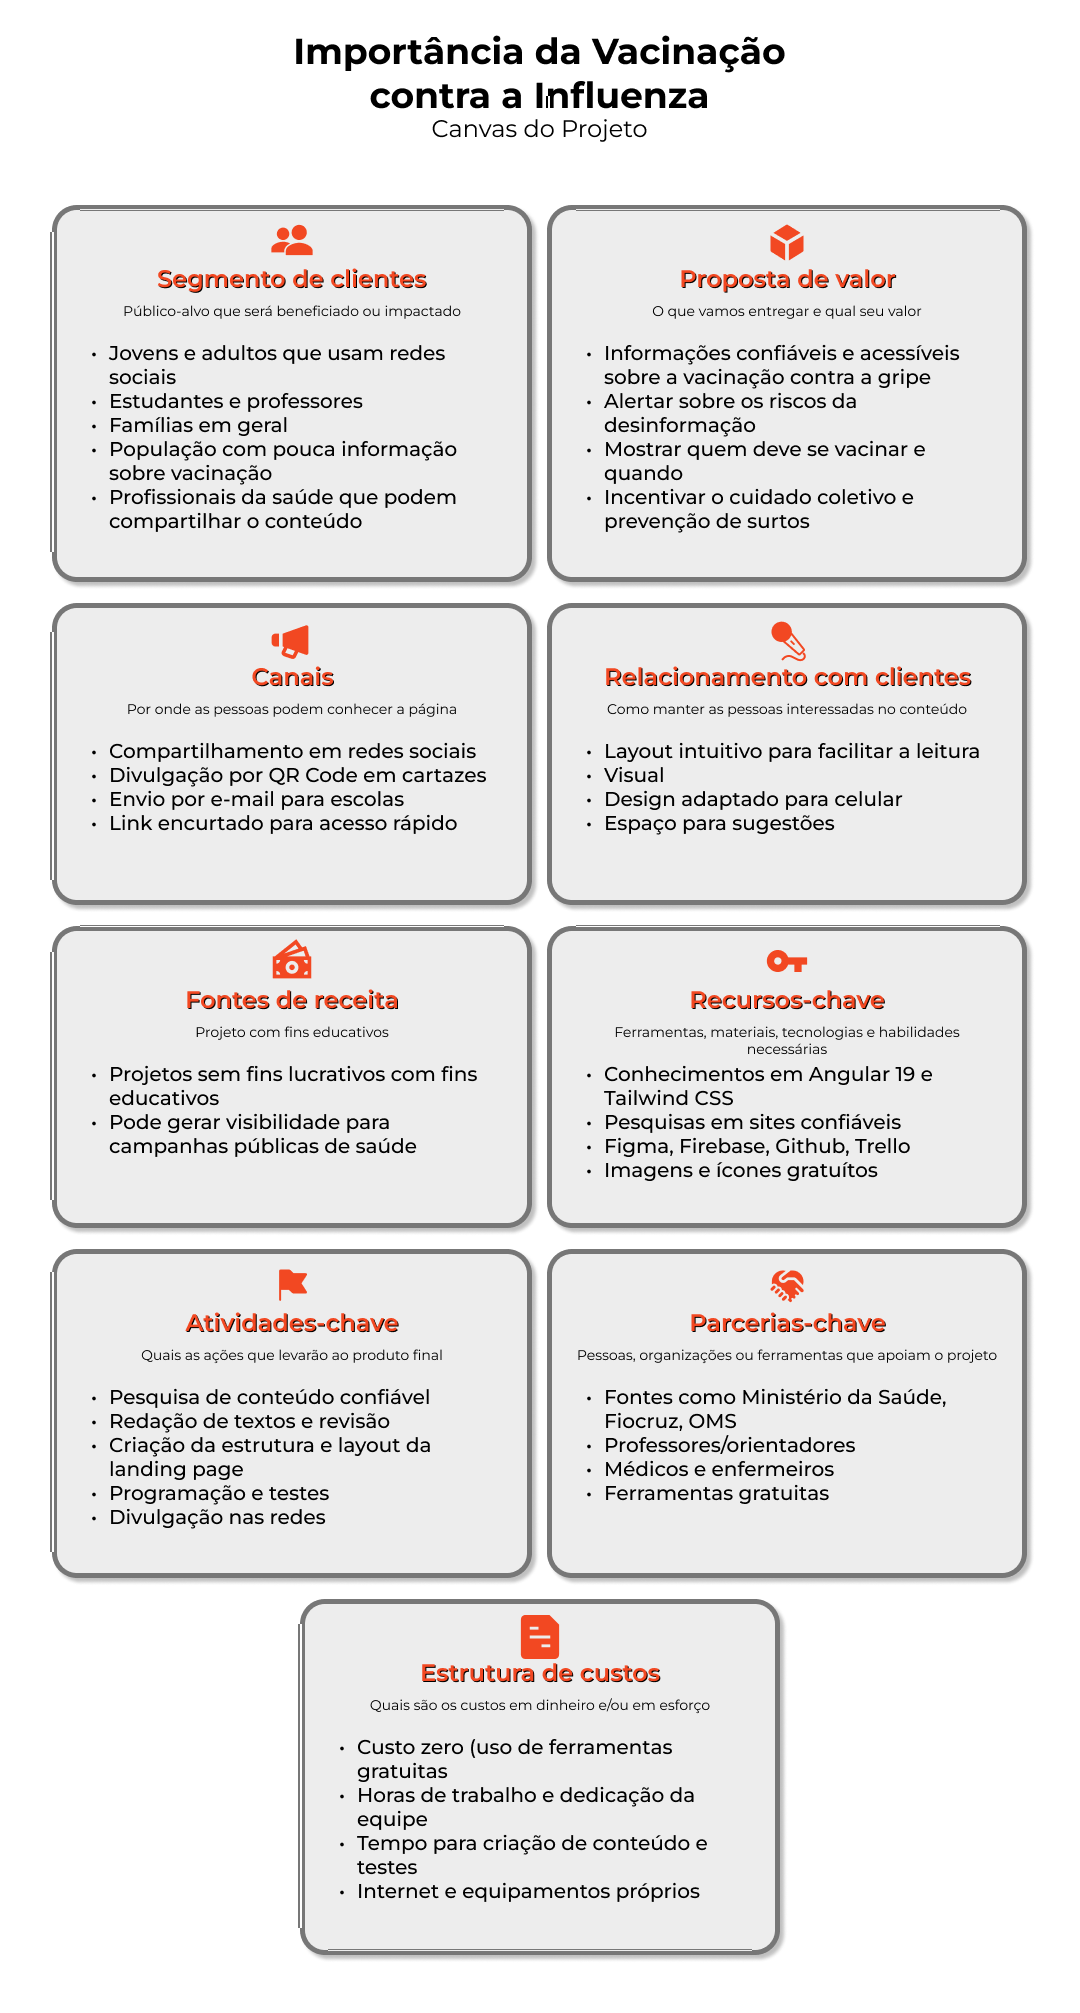 Importância da Vacinação
contra a Influenza
Canvas do Projeto
Segmento de clientes
Público-alvo que será beneficiado ou impactado
• Jovens e adultos que usam redes
sociais
• Estudantes e professores
• Famílias em geral
• População com pouca informação
sobre vacinação
• Profissionais da saúde que podem
compartilhar o conteúdo
Proposta de valor
O que vamos entregar e qual seu valor
• Informações confiáveis e acessíveis
sobre a vacinação contra a gripe
• Alertar sobre os riscos da
desinformação
• Mostrar quem deve se vacinar e
quando
• Incentivar o cuidado coletivo e
prevenção de surtos
Canais
Por onde as pessoas podem conhecer a página
• Compartilhamento em redes sociais
• Divulgação por QR Code em cartazes
• Envio por e-mail para escolas
• Link encurtado para acesso rápido
Relacionamento com clientes
Como manter as pessoas interessadas no conteúdo
• Layout intuitivo para facilitar a leitura
• Visual
• Design adaptado para celular
• Espaço para sugestões
Fontes de receita
Projeto com fins educativos
• Projetos sem fins lucrativos com fins
educativos
• Pode gerar visibilidade para
campanhas públicas de saúde
Recursos-chave
Ferramentas, materiais, tecnologias e habilidades
necessárias
• Conhecimentos em Angular 19 e
Tailwind CSS
• Pesquisas em sites confiáveis
• Figma, Firebase, Github, Trello
• Imagens e ícones gratuítos
Atividades-chave
Quais as ações que levarão ao produto final
• Pesquisa de conteúdo confiável
• Redação de textos e revisão
• Criação da estrutura e layout da
landing page
• Programação e testes
• Divulgação nas redes
Parcerias-chave
Pessoas, organizações ou ferramentas que apoiam o projeto
• Fontes como Ministério da Saúde,
Fiocruz, OMS
• Professores/orientadores
• Médicos e enfermeiros
• Ferramentas gratuitas
Estrutura de custos
Quais são os custos em dinheiro e/ou em esforço
• Custo zero (uso de ferramentas
gratuitas
• Horas de trabalho e dedicação da
equipe
• Tempo para criação de conteúdo e
testes
• Internet e equipamentos próprios